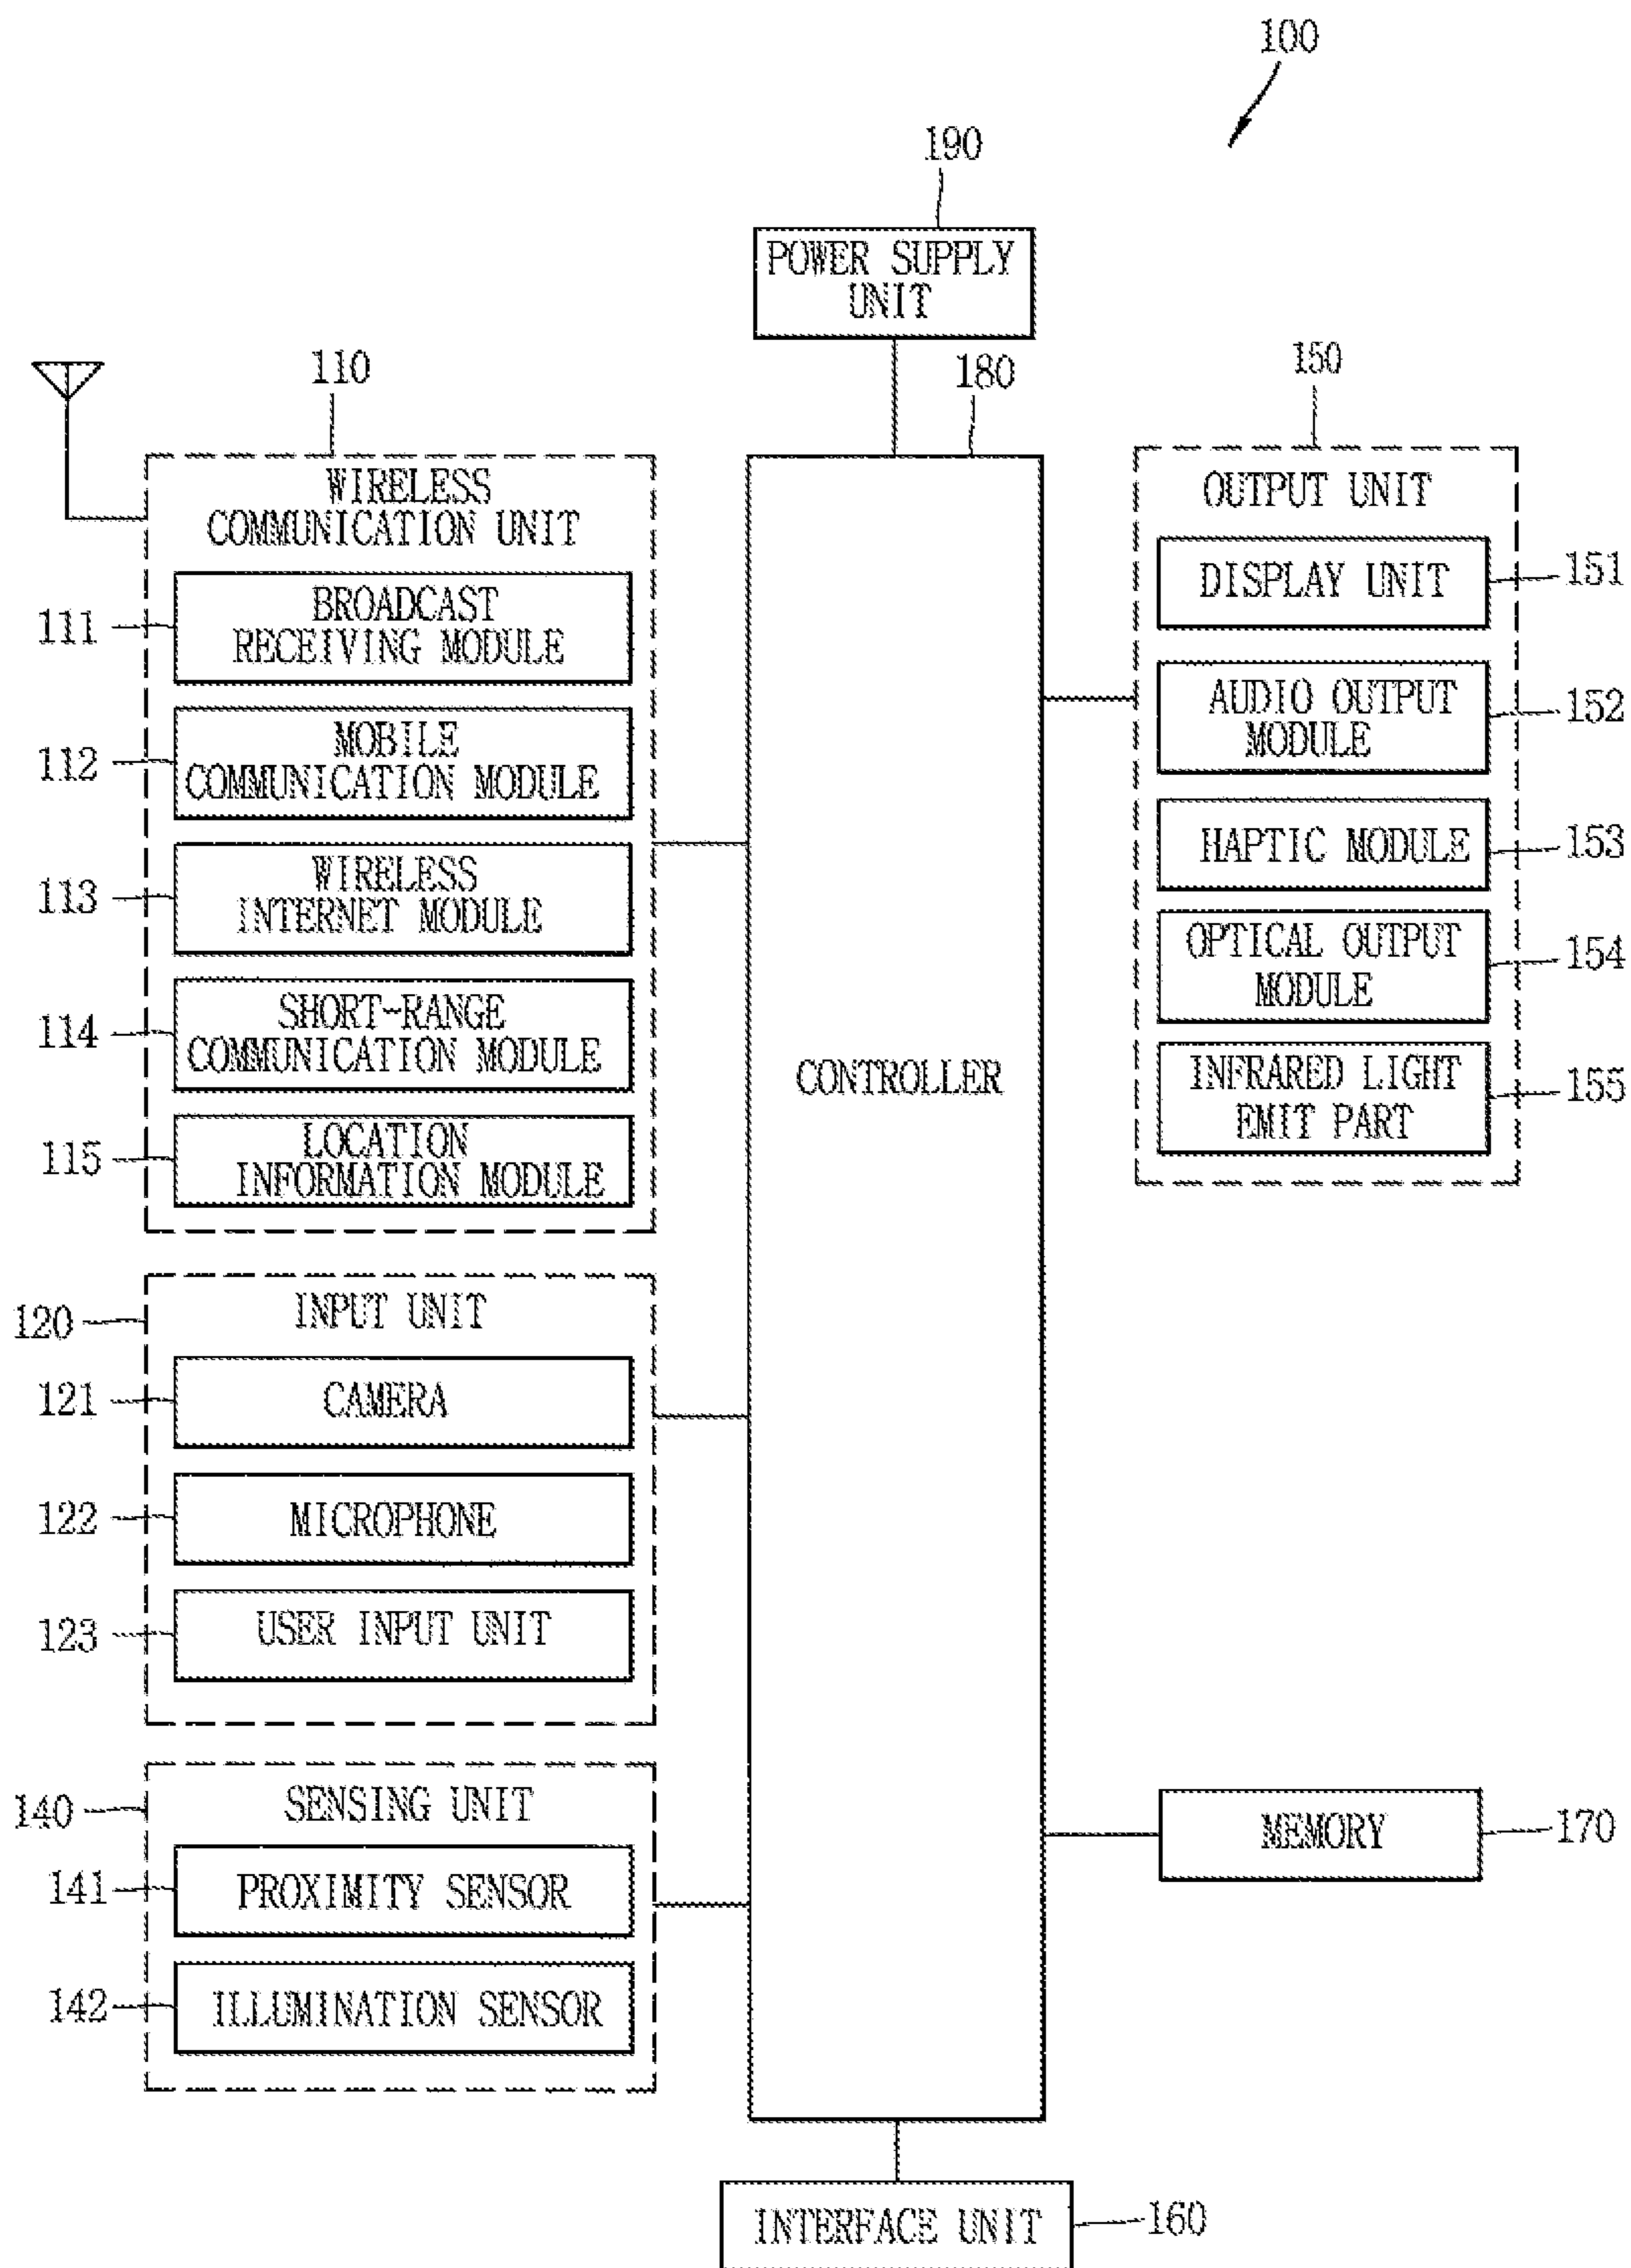 100
190
POWER SUPPLY
UNIT
110
180
150
WIRELESS
COMMUNICATION UNIT
111
BROADCAST
RECEIVING MODULE
112
MOBILE
COMMUNICATION MODULE
113
WIRELESS
INTERNET MODULE
114
SHORT-RANGE
COMMUNICATION MODULE
115
LOCATION
INFORMATION MODULE
120
INPUT UNIT
121
CAMERA
122
MICROPHONE
123
USER INPUT UNIT
140
SENSING UNIT
141
PROXIMITY SENSOR
142
ILLUMINATION SENSOR
CONTROLLER
OUTPUT UNIT
DISPLAY UNIT
151
AUDIO OUTPUT
MODULE
152
HAPTIC MODULE
153
OPTICAL OUTPUT
MODULE
154
INFRARED LIGHT
EMIT PART
155
MEMORY
170
INTERFACE UNIT
160